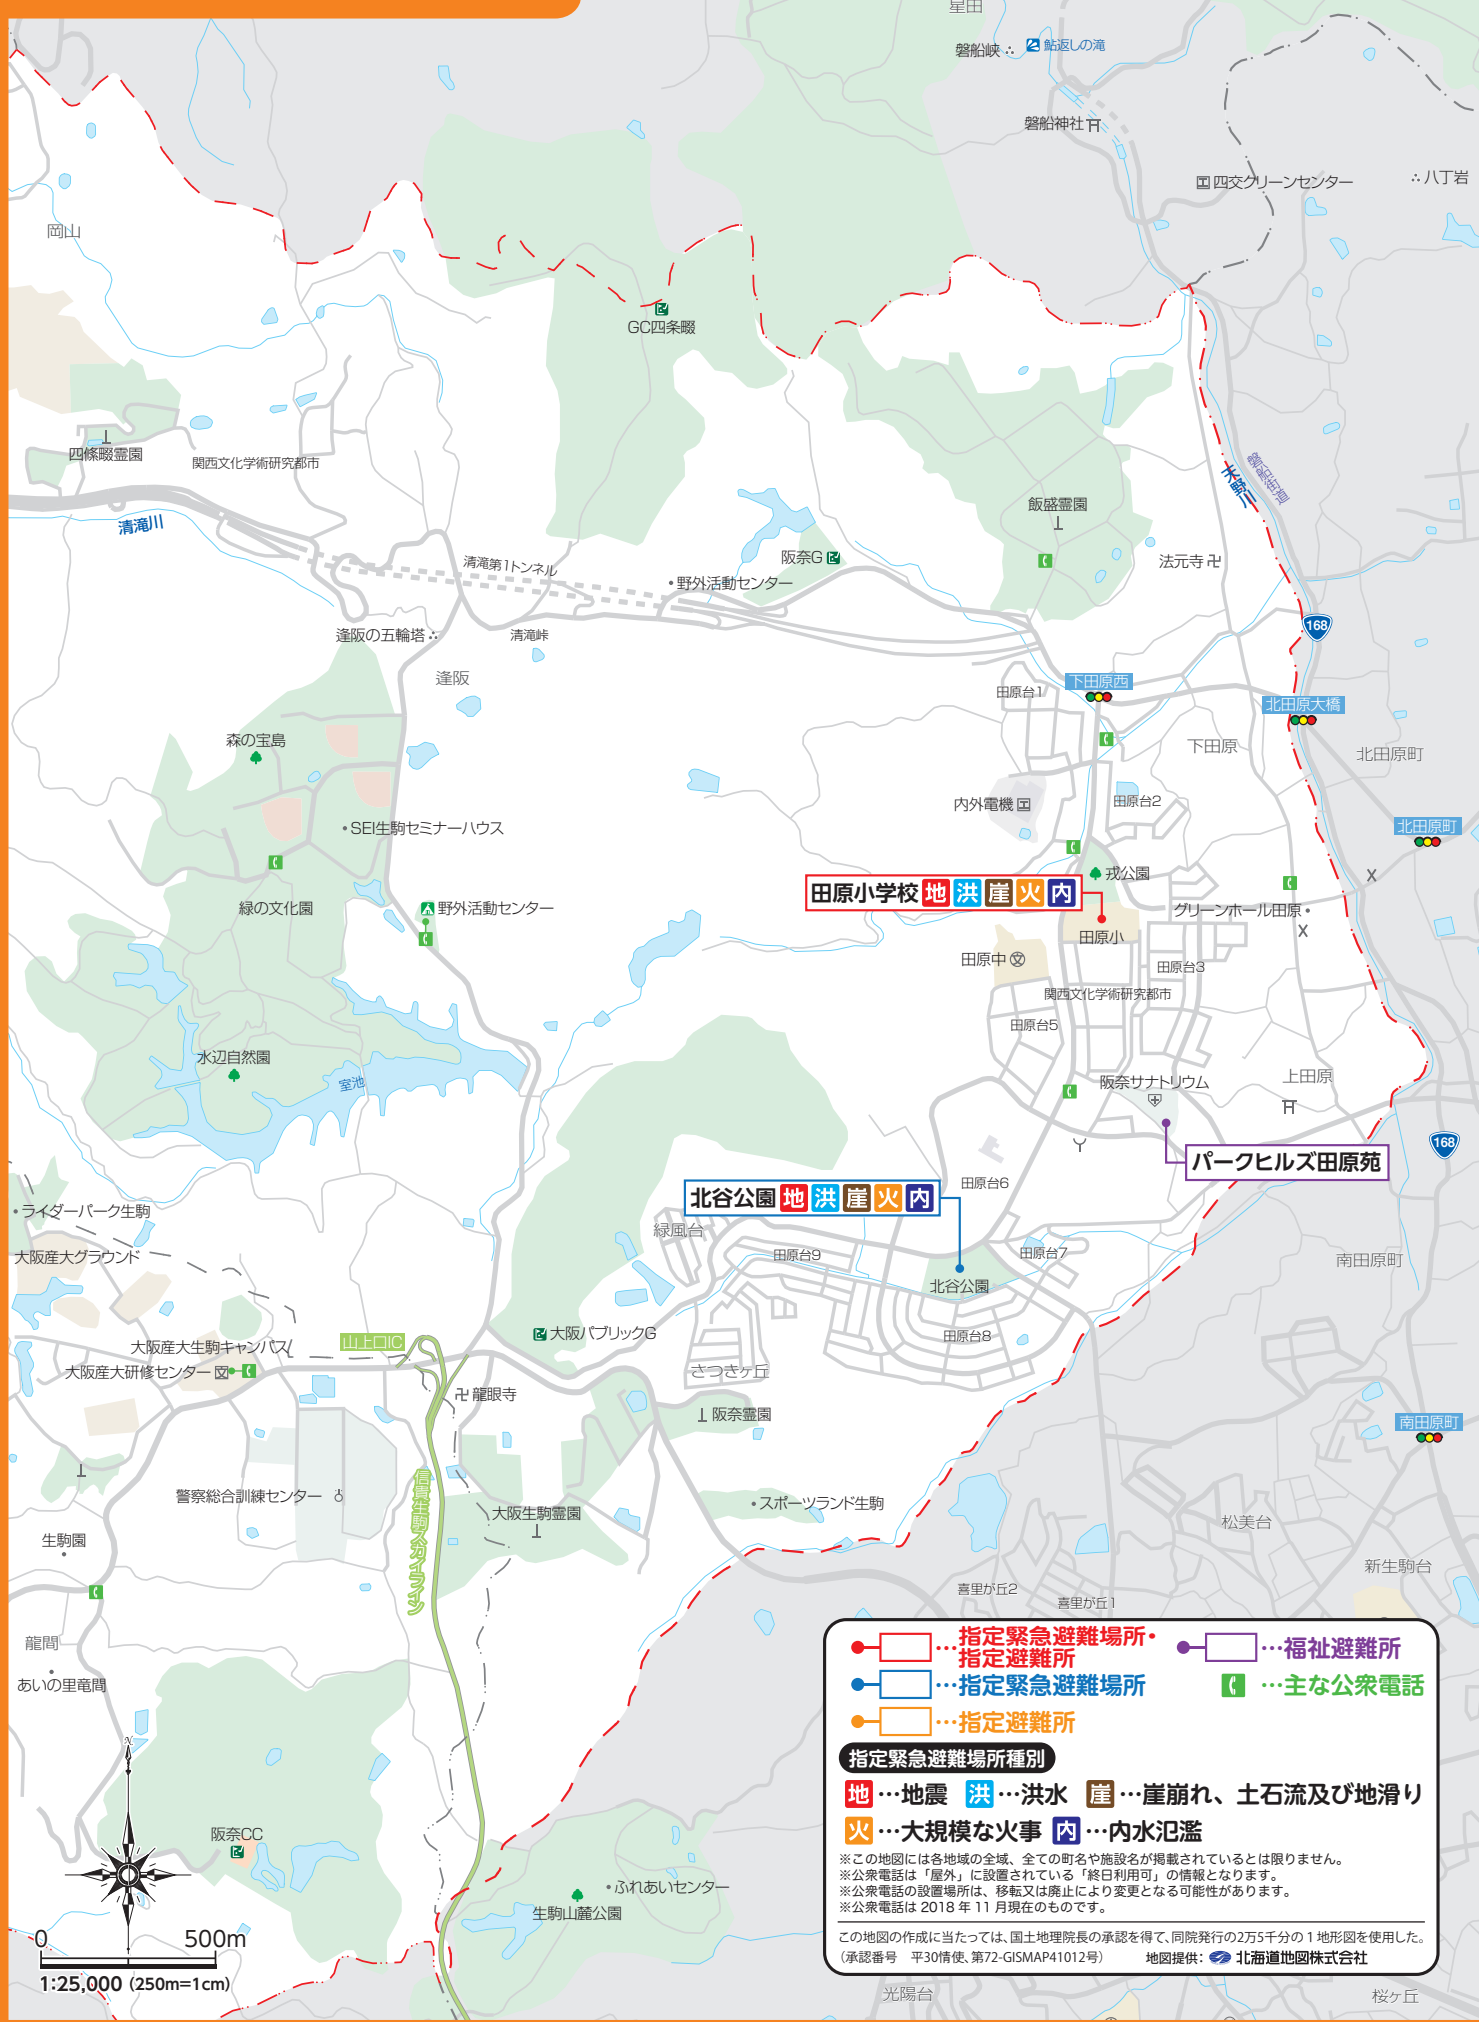 星田
磐船峡
鮎返しの滝
磐船神社
四交クリーンセンター
八丁岩
岡山
GC四条畷
四條畷霊園
関西文化学術研究都市
清滝川
天野川
磐船街道
飯盛霊園
阪奈G
法元寺
清滝第1トンネル
野外活動センター
逢阪の五輪塔
清滝峠
168
逢阪
田原台1
下田原西
北田原大橋
森の宝島
下田原
北田原町
内外電機
田原台2
SEI生駒セミナーハウス
北田原町
戎公園
田原小学校 地 洪 崖 火 内
緑の文化園
野外活動センター
グリーンホール田原
田原小
田原中
田原台3
関西文化学術研究都市
田原台5
水辺自然園
室池
阪奈サナトリウム
上田原
168
パークヒルズ田原苑
田原台6
北谷公園 地 洪 崖 火 内
ライダーパーク生駒
緑風台
大阪産大グラウンド
田原台9
田原台7
南田原町
北谷公園
大阪パブリックG
田原台8
山上口IC
大阪産大生駒キャンパス
大阪産大研修センター
さつきヶ丘
龍眼寺
阪奈霊園
南田原町
信貴生駒スカイライン
警察総合訓練センター
スポーツランド生駒
大阪生駒霊園
松美台
生駒園
新生駒台
喜里が丘2
喜里が丘1
龍間
あいの里竜間
…指定緊急避難場所・
指定避難所
…福祉避難所
…指定緊急避難場所
…主な公衆電話
…指定避難所
指定緊急避難場所種別
地…地震 洪…洪水 崖…崖崩れ、土石流及び地滑り
火…大規模な火事 内…内水氾濫
※この地図には各地域の全域、全ての町名や施設名が掲載されているとは限りません。
※公衆電話は「屋外」に設置されている「終日利用可」の情報となります。
※公衆電話の設置場所は、移転又は廃止により変更となる可能性があります。
※公衆電話は 2018 年 11 月現在のものです。
この地図の作成に当たっては、国土地理院長の承認を得て、同院発行の2万5千分の1地形図を使用した。
（承認番号　平30情使、第72-GISMAP41012号） 地図提供： 北海道地図株式会社
N
阪奈CC
ふれあいセンター
生駒山麓公園
0 500m
1:25,000 (250m=1cm)
光陽台
桜ヶ丘